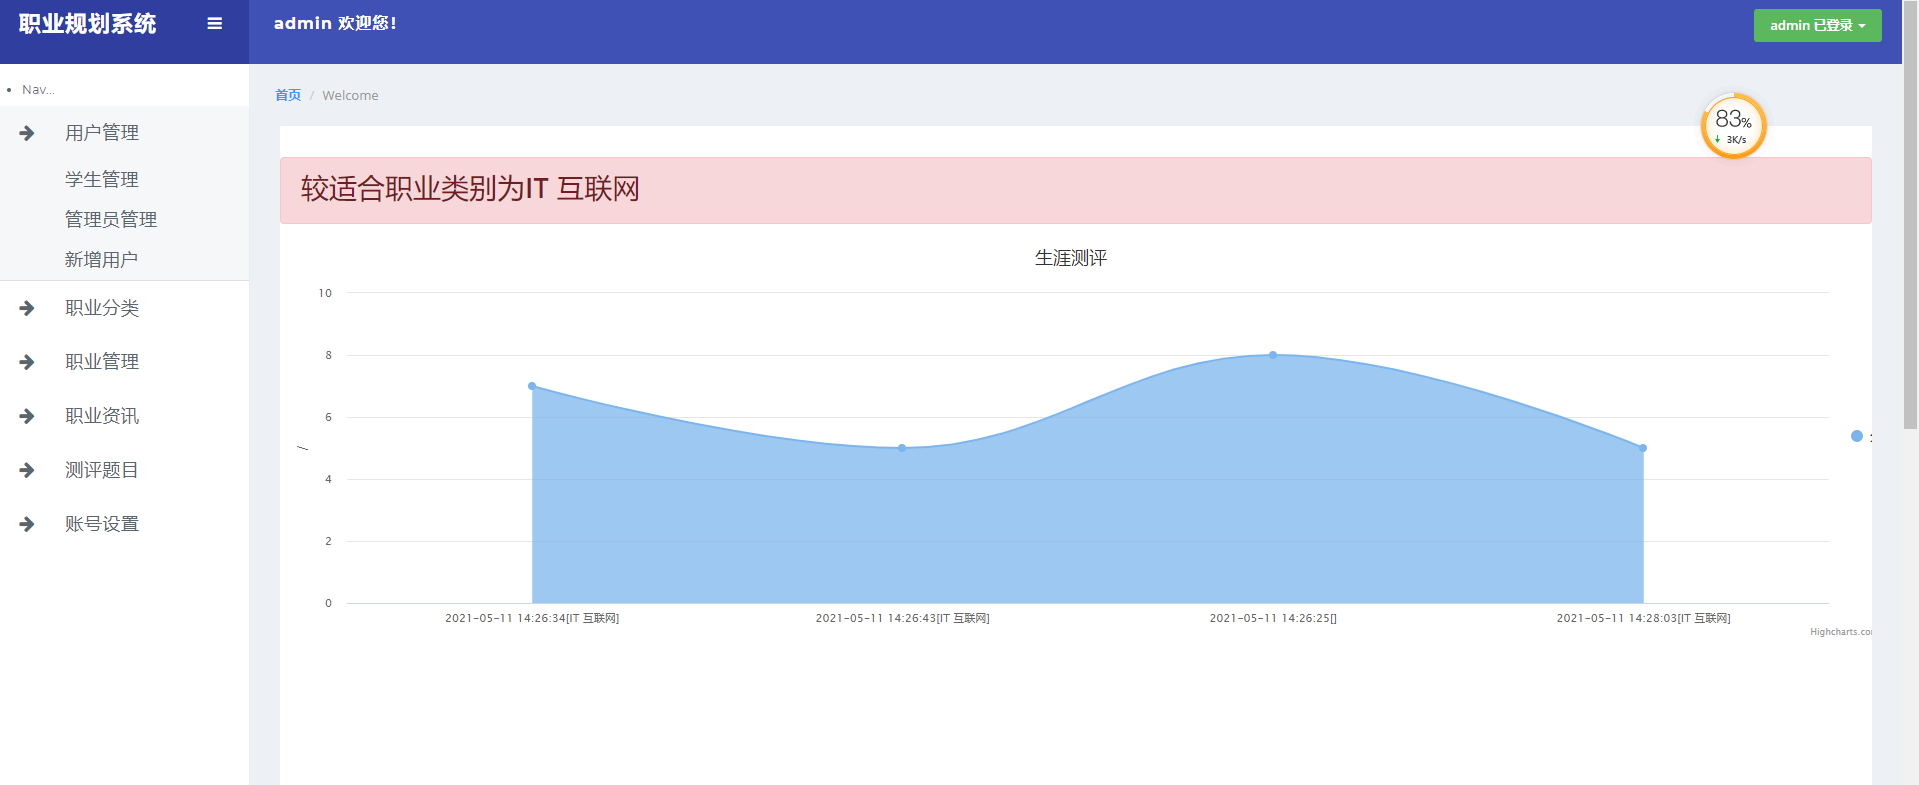 职业规划系统
admin 欢迎您!
admin 已登录
Nav...
用户管理
学生管理
管理员管理
新增用户
职业分类
职业管理
职业资讯
测评题目
账号设置
首页 / Welcome
83%
3K/s
较适合职业类别为IT 互联网
生涯测评
10
8
6
4
2
0
2021-05-11 14:26:34[IT 互联网]
2021-05-11 14:26:43[IT 互联网]
2021-05-11 14:26:25[]
2021-05-11 14:28:03[IT 互联网]
Highcharts.co